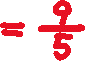 = 9/5